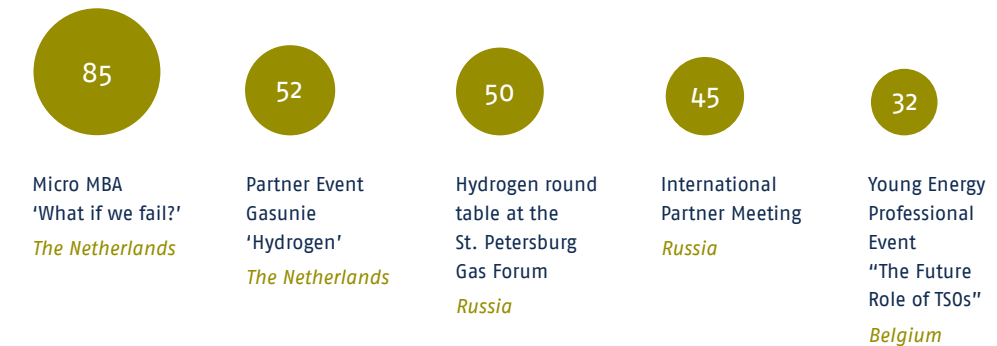 85
Micro MBA
‘What if we fail?’
The Netherlands
52
Partner Event
Gasunie
‘Hydrogen’
The Netherlands
50
Hydrogen round
table at the
St. Petersburg
Gas Forum
Russia
45
International
Partner Meeting
Russia
32
Young Energy
Professional
Event
“The Future
Role of TSOs”
Belgium